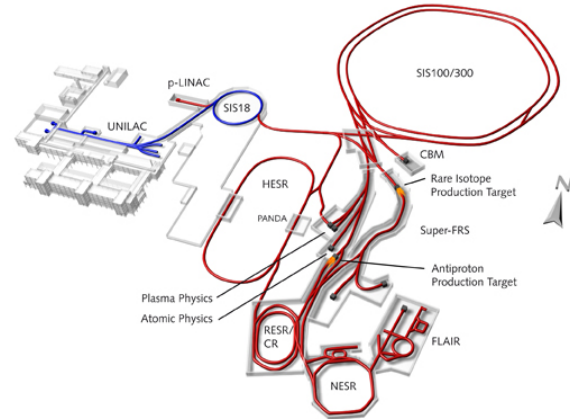 SIS100/300
p-LINAC
SIS18
UNILAC
CBM
Rare Isotope
Production Target
HESR
N
PANDA
Super-FRS
Antiproton
Production Target
Plasma Physics
Atomic Physics
RESR/
CR
FLAIR
NESR